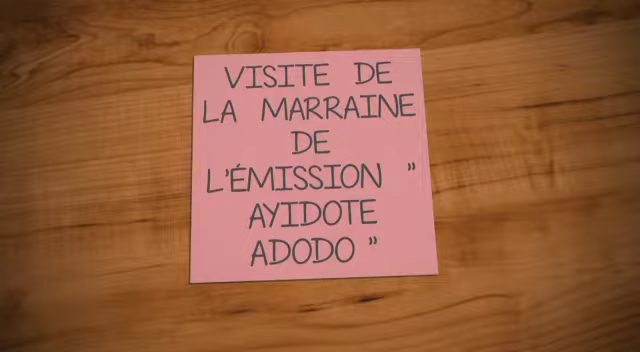 VISITE DE
LA MARRAINE
DE
L'ÉMISSION "
AYIDOTE
ADODO "